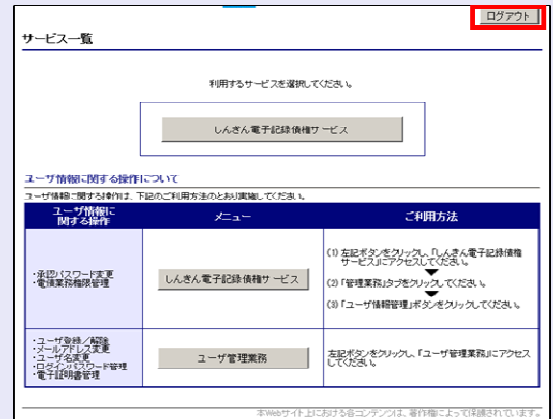 ログアウト
サービス一覧
利用するサービスを選択してください。
しんきん電子記録債権サービス
ユーザ情報に関する操作について
ユーザ情報に関する操作は、下記のご利用方法のとおり実施してください。
ユーザ情報に
関する操作
メニュー
ご利用方法
・承認パスワード変更
・電債業務権限管理
しんきん電子記録債権サービス
(1)左記ボタンをクリックし、「しんきん電子記録債権
サービス」にアクセスしてください。
(2)「管理業務」タブをクリックしてください。
(3)「ユーザ情報管理」ボタンをクリックしてください。
・ユーザ登録/解除
・メールアドレス変更
・ユーザ名変更
・ログインパスワード管理
・電子証明書管理
ユーザ管理業務
左記ボタンをクリックし、「ユーザ管理業務」にアクセス
してください。
本Webサイト上における各コンテンツは、著作権によって保護されています。